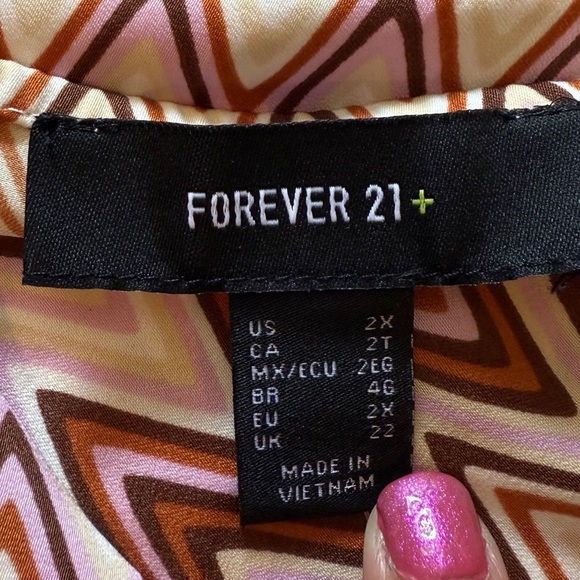 FOREVER 21+
US 2X
CA 2T
MX/ECU 2EG
BR 4G
EU 2X
UK 22
MADE IN
VIETNAM